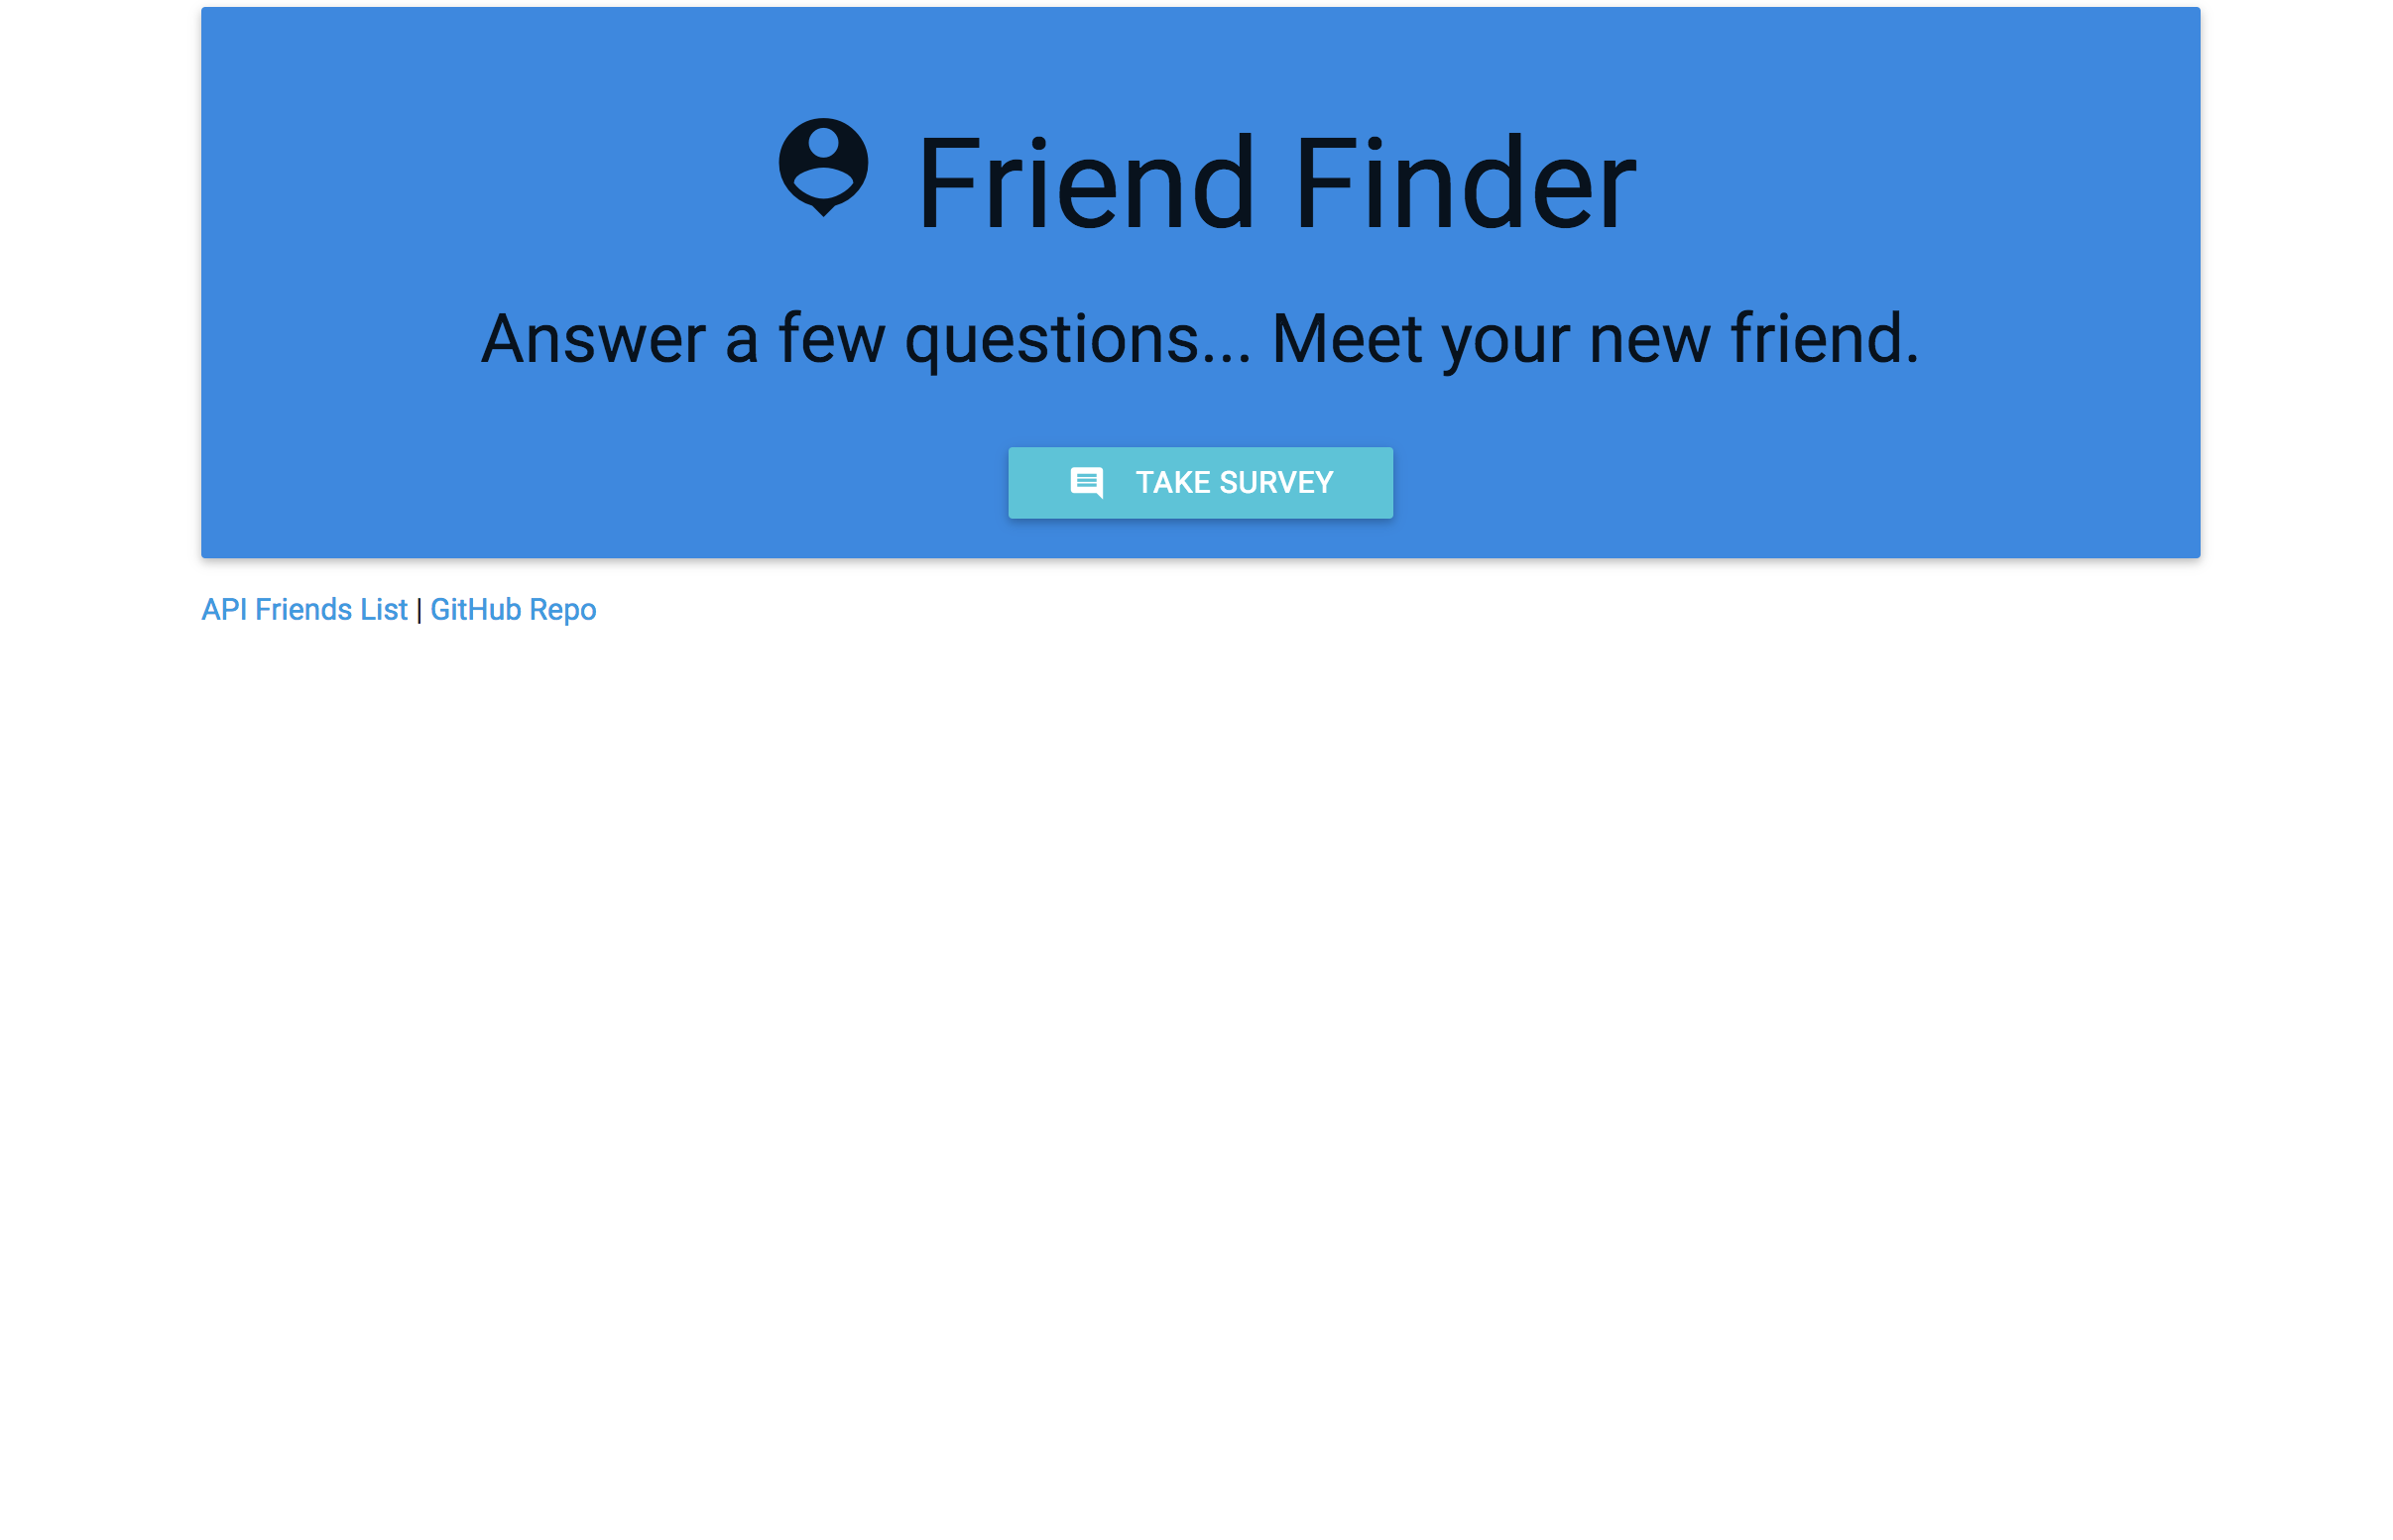 Friend Finder
Answer a few questions... Meet your new friend.
TAKE SURVEY
API Friends List | GitHub Repo